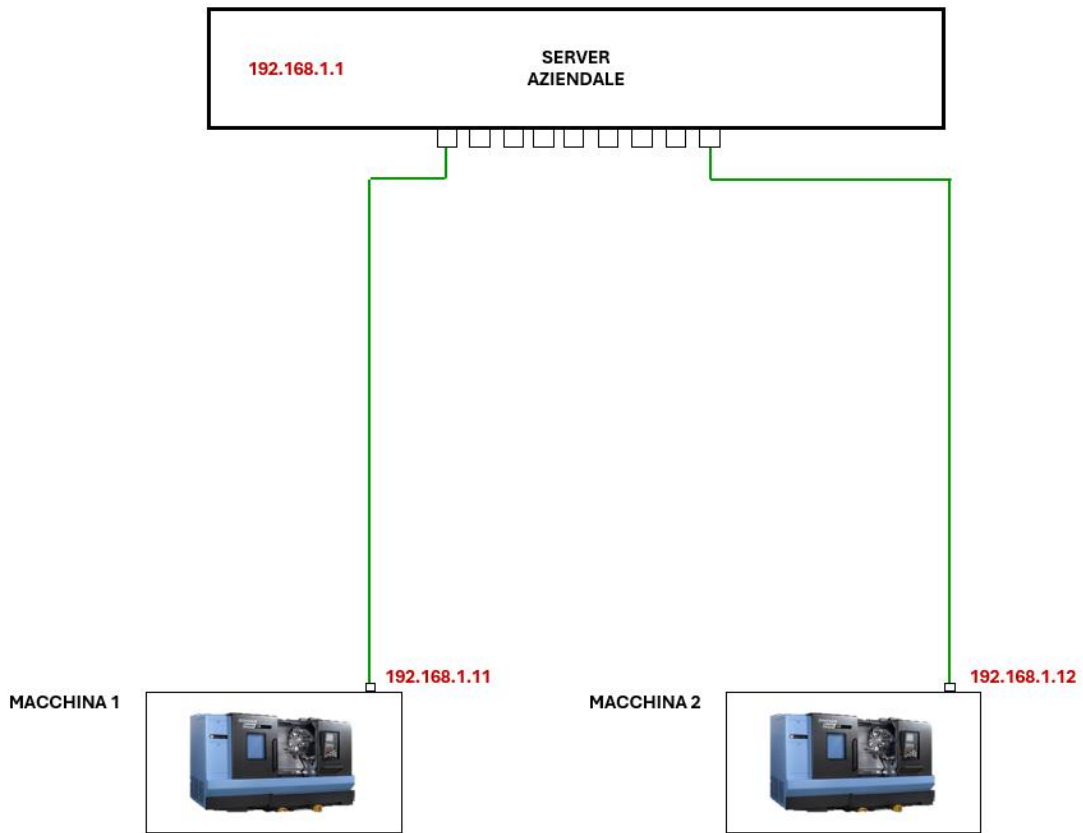 192.168.1.1
SERVER
AZIENDALE
192.168.1.11
192.168.1.12
MACCHINA 1
MACCHINA 2